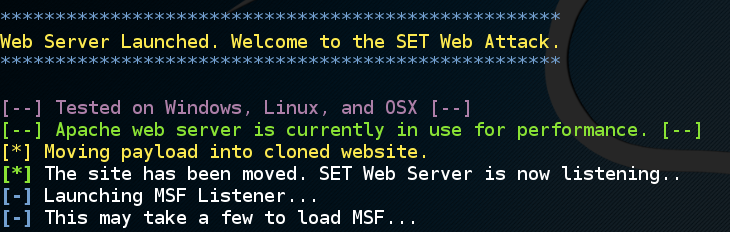 ***************************************************
Web Server Launched. Welcome to the SET Web Attack.
***************************************************
[--] Tested on Windows, Linux, and OSX [--]
[--] Apache web server is currently in use for performance. [--]
[*] Moving payload into cloned website.
[*] The site has been moved. SET Web Server is now listening..
[-] Launching MSF Listener...
[-] This may take a few to load MSF...